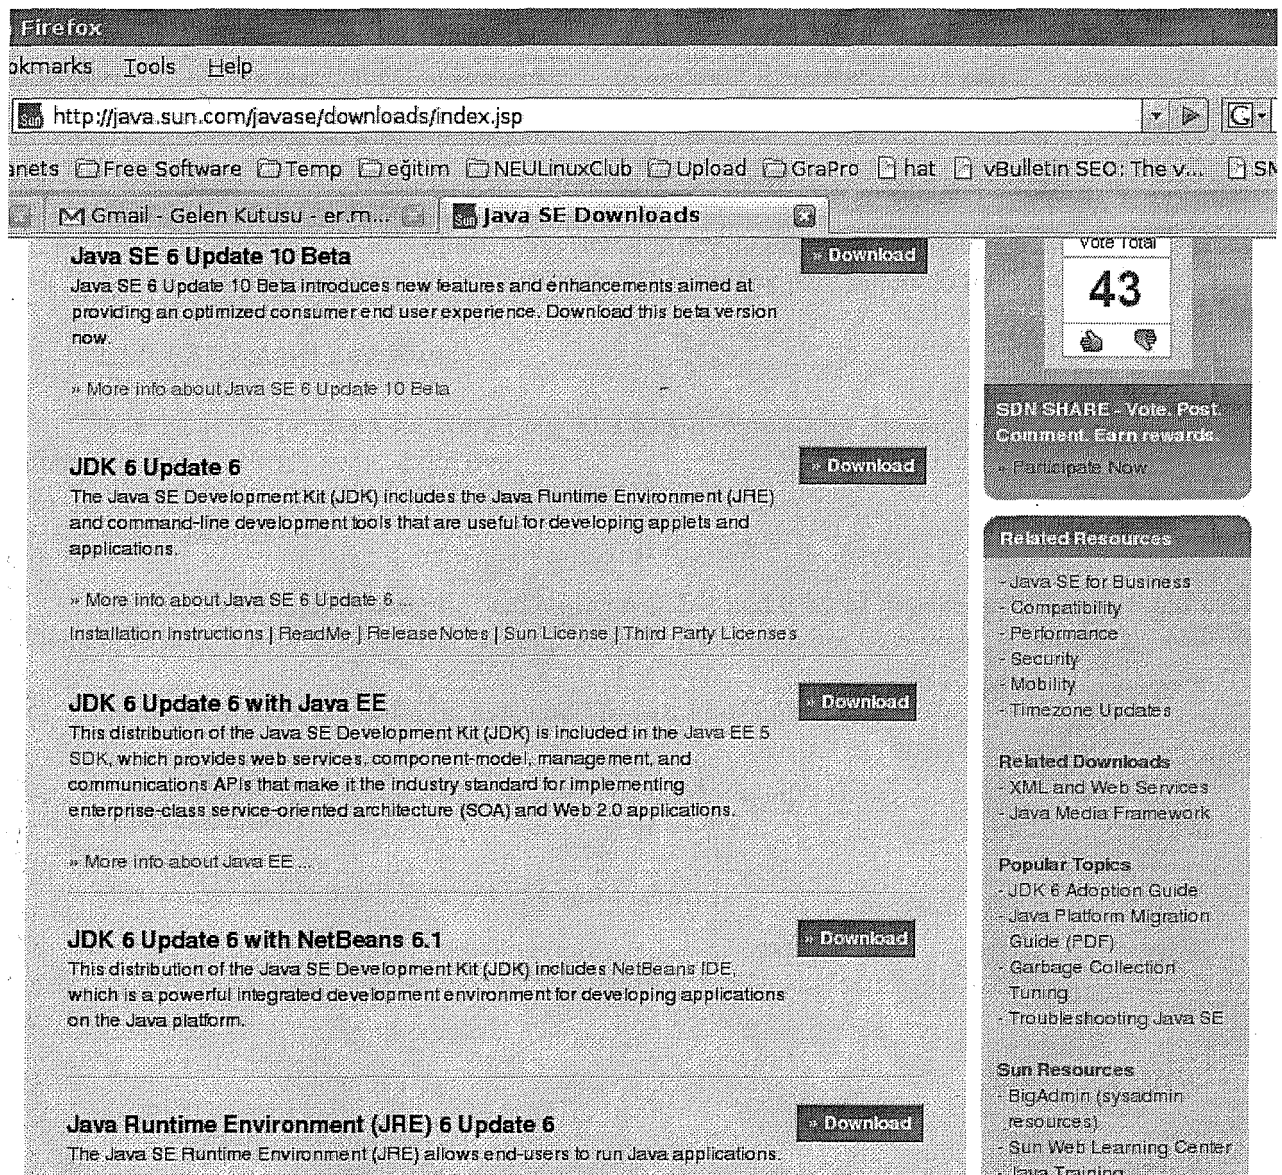 Firefox
okmarks Tools Help
http://java.sun.com/javase/downloads/index.jsp
anets Free Software Temp eğitim NEULinuxClub Upload GraPro hat vBulletin SEO: The v... SM
Gmail - Gelen Kutusu - er.m... Java SE Downloads
Java SE 6 Update 10 Beta
» Download
Java SE 6 Update 10 Beta introduces new features and enhancements aimed at
providing an optimized consumer end user experience. Download this beta version
now.
» More info about Java SE 6 Update 10 Beta
JDK 6 Update 6
» Download
The Java SE Development Kit (JDK) includes the Java Runtime Environment (JRE)
and command-line development tools that are useful for developing applets and
applications.
» More info about Java SE 6 Update 6 ...
Installation Instructions | ReadMe | ReleaseNotes | Sun License | Third Party Licenses
JDK 6 Update 6 with Java EE
» Download
This distribution of the Java SE Development Kit (JDK) is included in the Java EE 5
SDK, which provides web services, component-model, management, and
communications APIs that make it the industry standard for implementing
enterprise-class service-oriented architecture (SOA) and Web 2.0 applications.
» More info about Java EE ...
JDK 6 Update 6 with NetBeans 6.1
» Download
This distribution of the Java SE Development Kit (JDK) includes NetBeans IDE,
which is a powerful integrated development environment for developing applications
on the Java platform.
Java Runtime Environment (JRE) 6 Update 6
» Download
The Java SE Runtime Environment (JRE) allows end-users to run Java applications.
Vote Total
43
SDN SHARE - Vote. Post.
Comment. Earn rewards.
» Participate Now
Related Resources
- Java SE for Business
- Compatibility
- Performance
- Security
- Mobility
- Timezone Updates
Related Downloads
- XML and Web Services
- Java Media Framework
Popular Topics
- JDK 6 Adoption Guide
- Java Platform Migration
Guide (PDF)
- Garbage Collection
Tuning
- Troubleshooting Java SE
Sun Resources
- BigAdmin (sysadmin
resources)
- Sun Web Learning Center
- Java Training